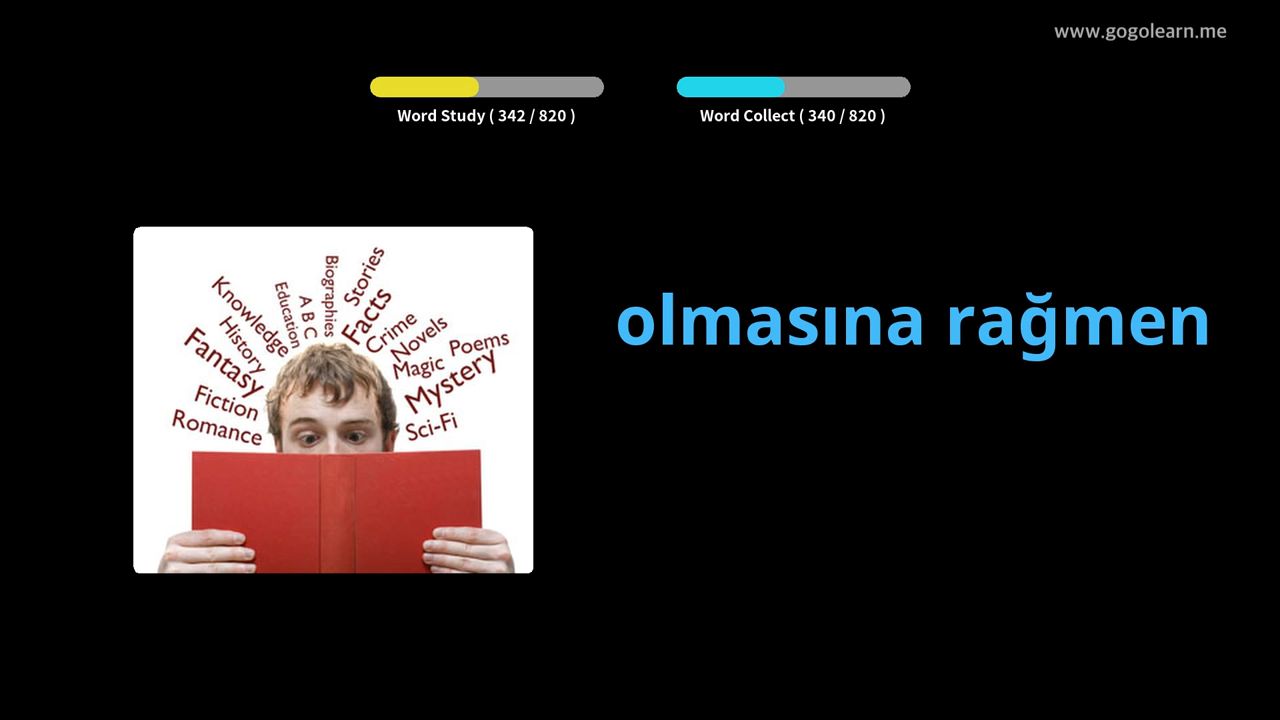 www.gogolearn.me
Word Study ( 342 / 820 )
Word Collect ( 340 / 820 )
olmasına rağmen
Romance
Fiction
Fantasy
History
Knowledge
Education
A B C
Biographies
Stories
Facts
Crime
Novels
Magic
Poems
Mystery
Sci-Fi